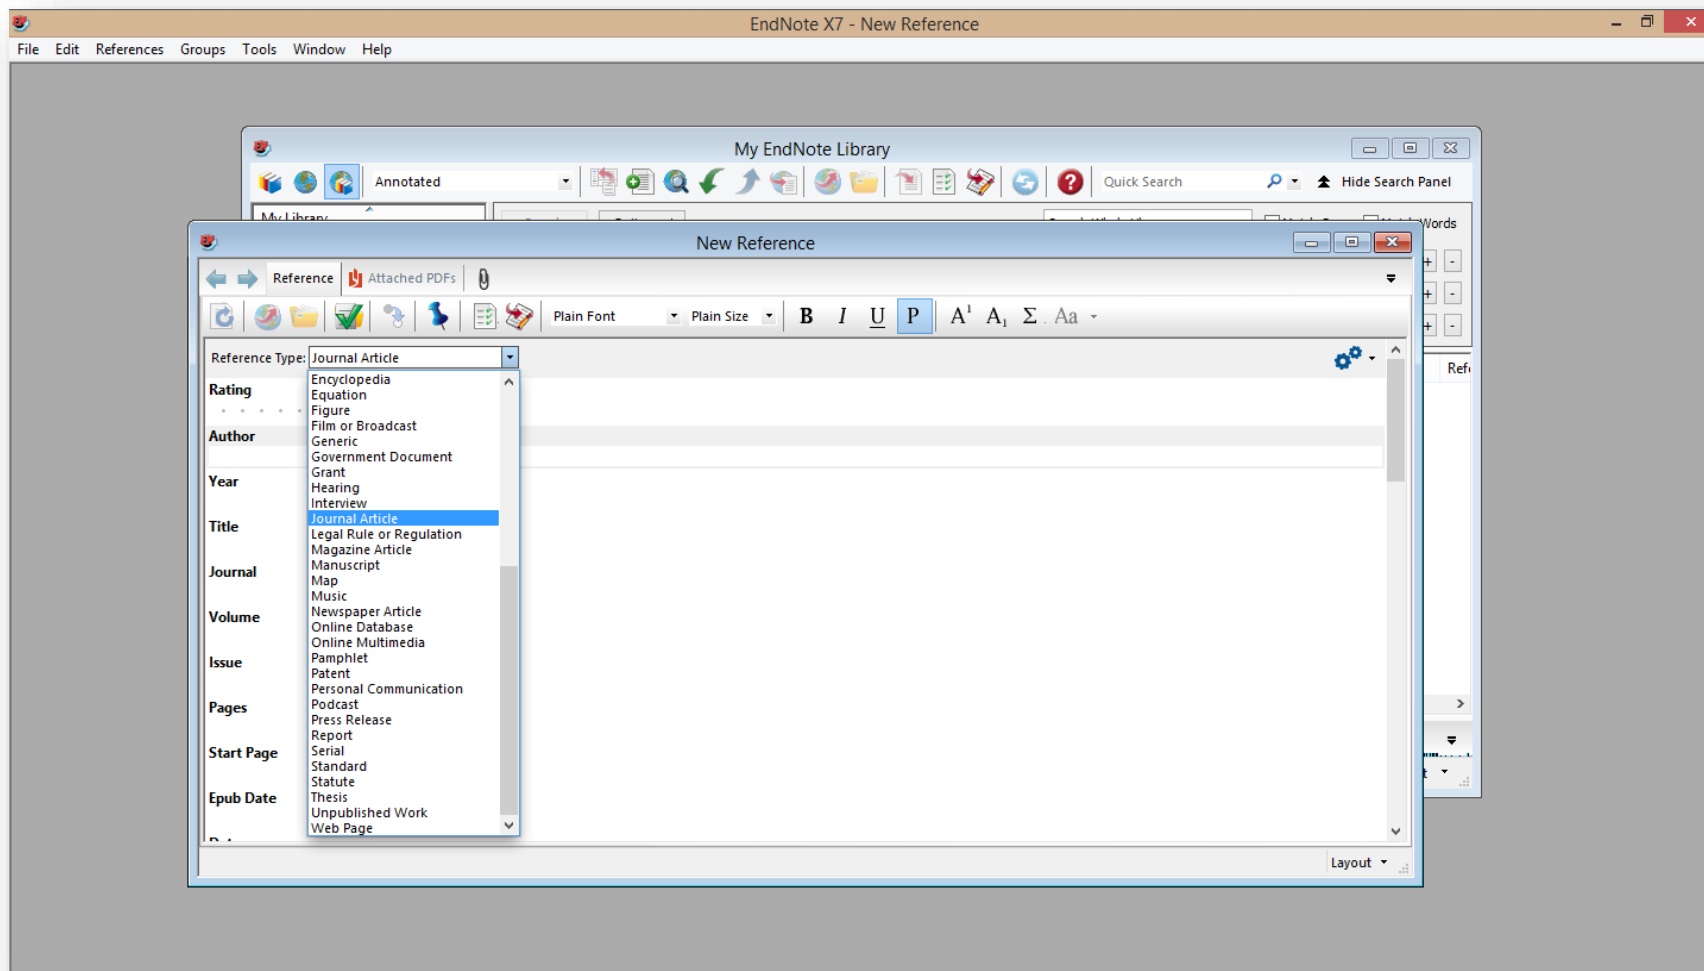 EndNote X7 - New Reference
File Edit References Groups Tools Window Help
My EndNote Library
Annotated
Quick Search
Hide Search Panel
My Library
Words
New Reference
Reference Attached PDFs
Plain Font Plain Size B I U P A1 A1 Σ Aa
+ -
+ -
+ -
Reference Type: Journal Article
Rating
Author
Year
Title
Journal
Volume
Issue
Pages
Start Page
Epub Date
Encyclopedia
Equation
Figure
Film or Broadcast
Generic
Government Document
Grant
Hearing
Interview
Journal Article
Legal Rule or Regulation
Magazine Article
Manuscript
Map
Music
Newspaper Article
Online Database
Online Multimedia
Pamphlet
Patent
Personal Communication
Podcast
Press Release
Report
Serial
Standard
Statute
Thesis
Unpublished Work
Web Page
Layout